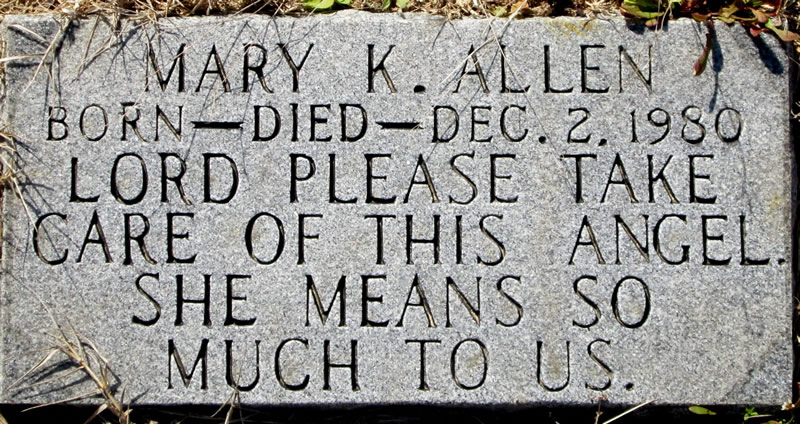 MARY K. ALLEN
BORN—DIED—DEC. 2, 1980
LORD PLEASE TAKE
CARE OF THIS ANGEL.
SHE MEANS SO
MUCH TO US.